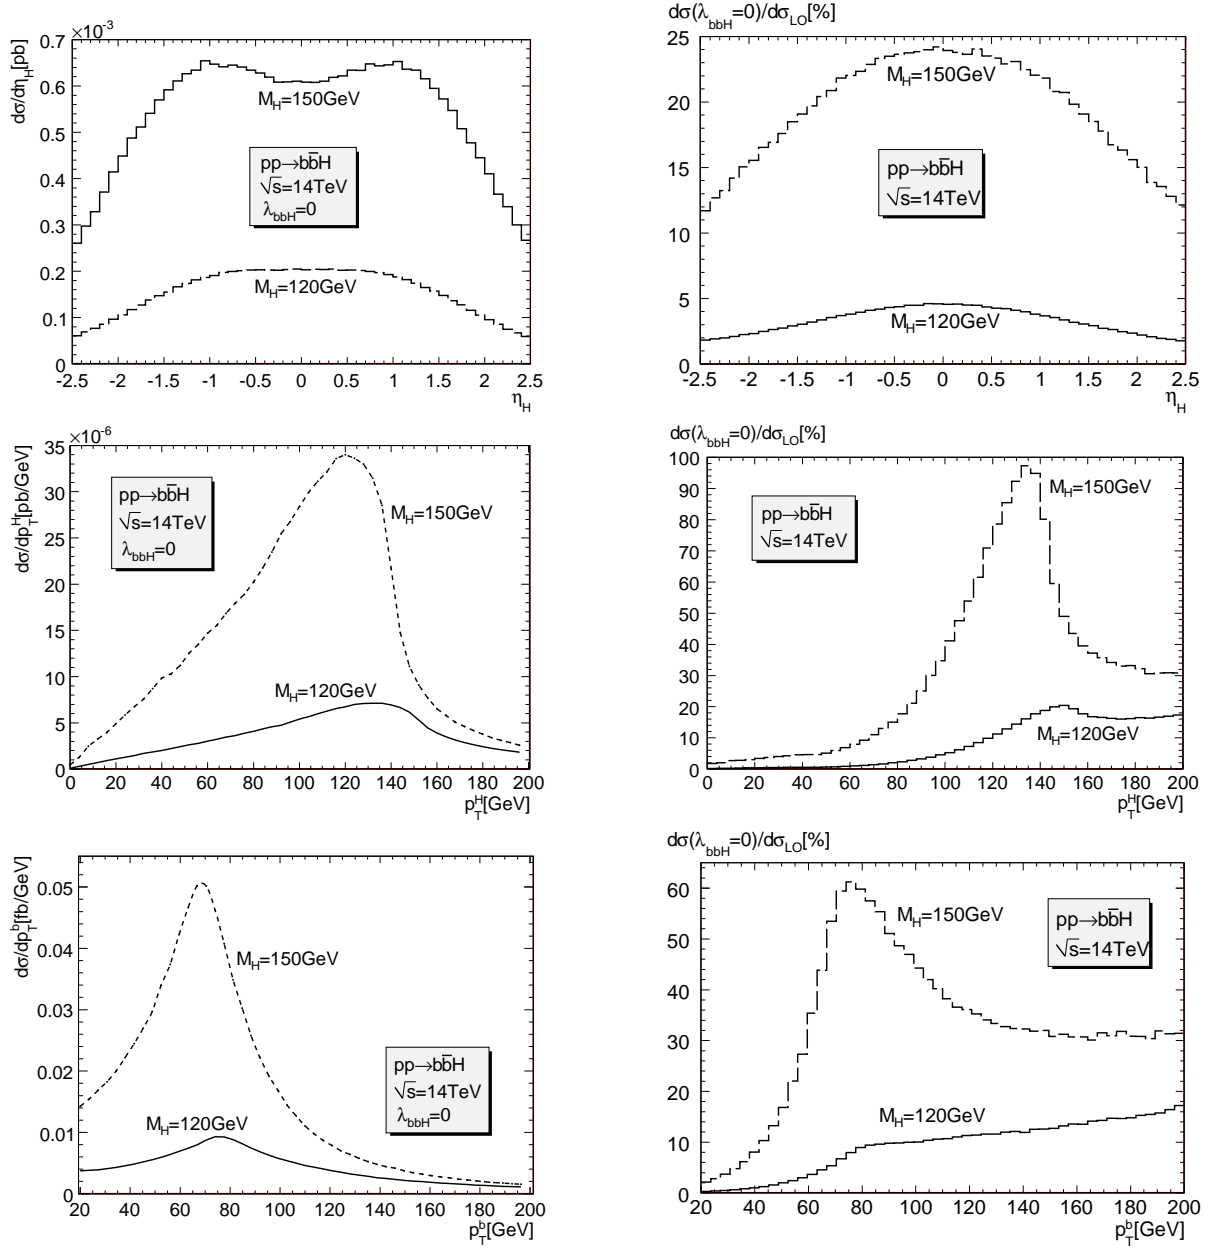 ×10⁻³
dσ/dη_H[pb]
0.7
0.6
0.5
0.4
0.3
0.2
0.1
0
M_H=150GeV
pp→bb̅H
√s=14TeV
λ_bbH=0
M_H=120GeV
-2.5 -2 -1.5 -1 -0.5 0 0.5 1 1.5 2 2.5
η_H
dσ(λ_bbH=0)/dσ_LO[%]
25
20
15
10
5
0
M_H=150GeV
pp→bb̅H
√s=14TeV
M_H=120GeV
-2.5 -2 -1.5 -1 -0.5 0 0.5 1 1.5 2 2.5
η_H
×10⁻⁶
dσ/dp_T^H[pb/GeV]
35
30
25
20
15
10
5
0
pp→bb̅H
√s=14TeV
λ_bbH=0
M_H=150GeV
M_H=120GeV
0 20 40 60 80 100 120 140 160 180 200
p_T^H[GeV]
dσ(λ_bbH=0)/dσ_LO[%]
100
90
80
70
60
50
40
30
20
10
0
M_H=150GeV
pp→bb̅H
√s=14TeV
M_H=120GeV
0 20 40 60 80 100 120 140 160 180 200
p_T^H[GeV]
dσ/dp_T^b[fb/GeV]
0.05
0.04
0.03
0.02
0.01
0
M_H=150GeV
pp→bb̅H
√s=14TeV
λ_bbH=0
M_H=120GeV
20 40 60 80 100 120 140 160 180 200
p_T^b[GeV]
dσ(λ_bbH=0)/dσ_LO[%]
60
50
40
30
20
10
0
M_H=150GeV
pp→bb̅H
√s=14TeV
M_H=120GeV
20 40 60 80 100 120 140 160 180 200
p_T^b[GeV]